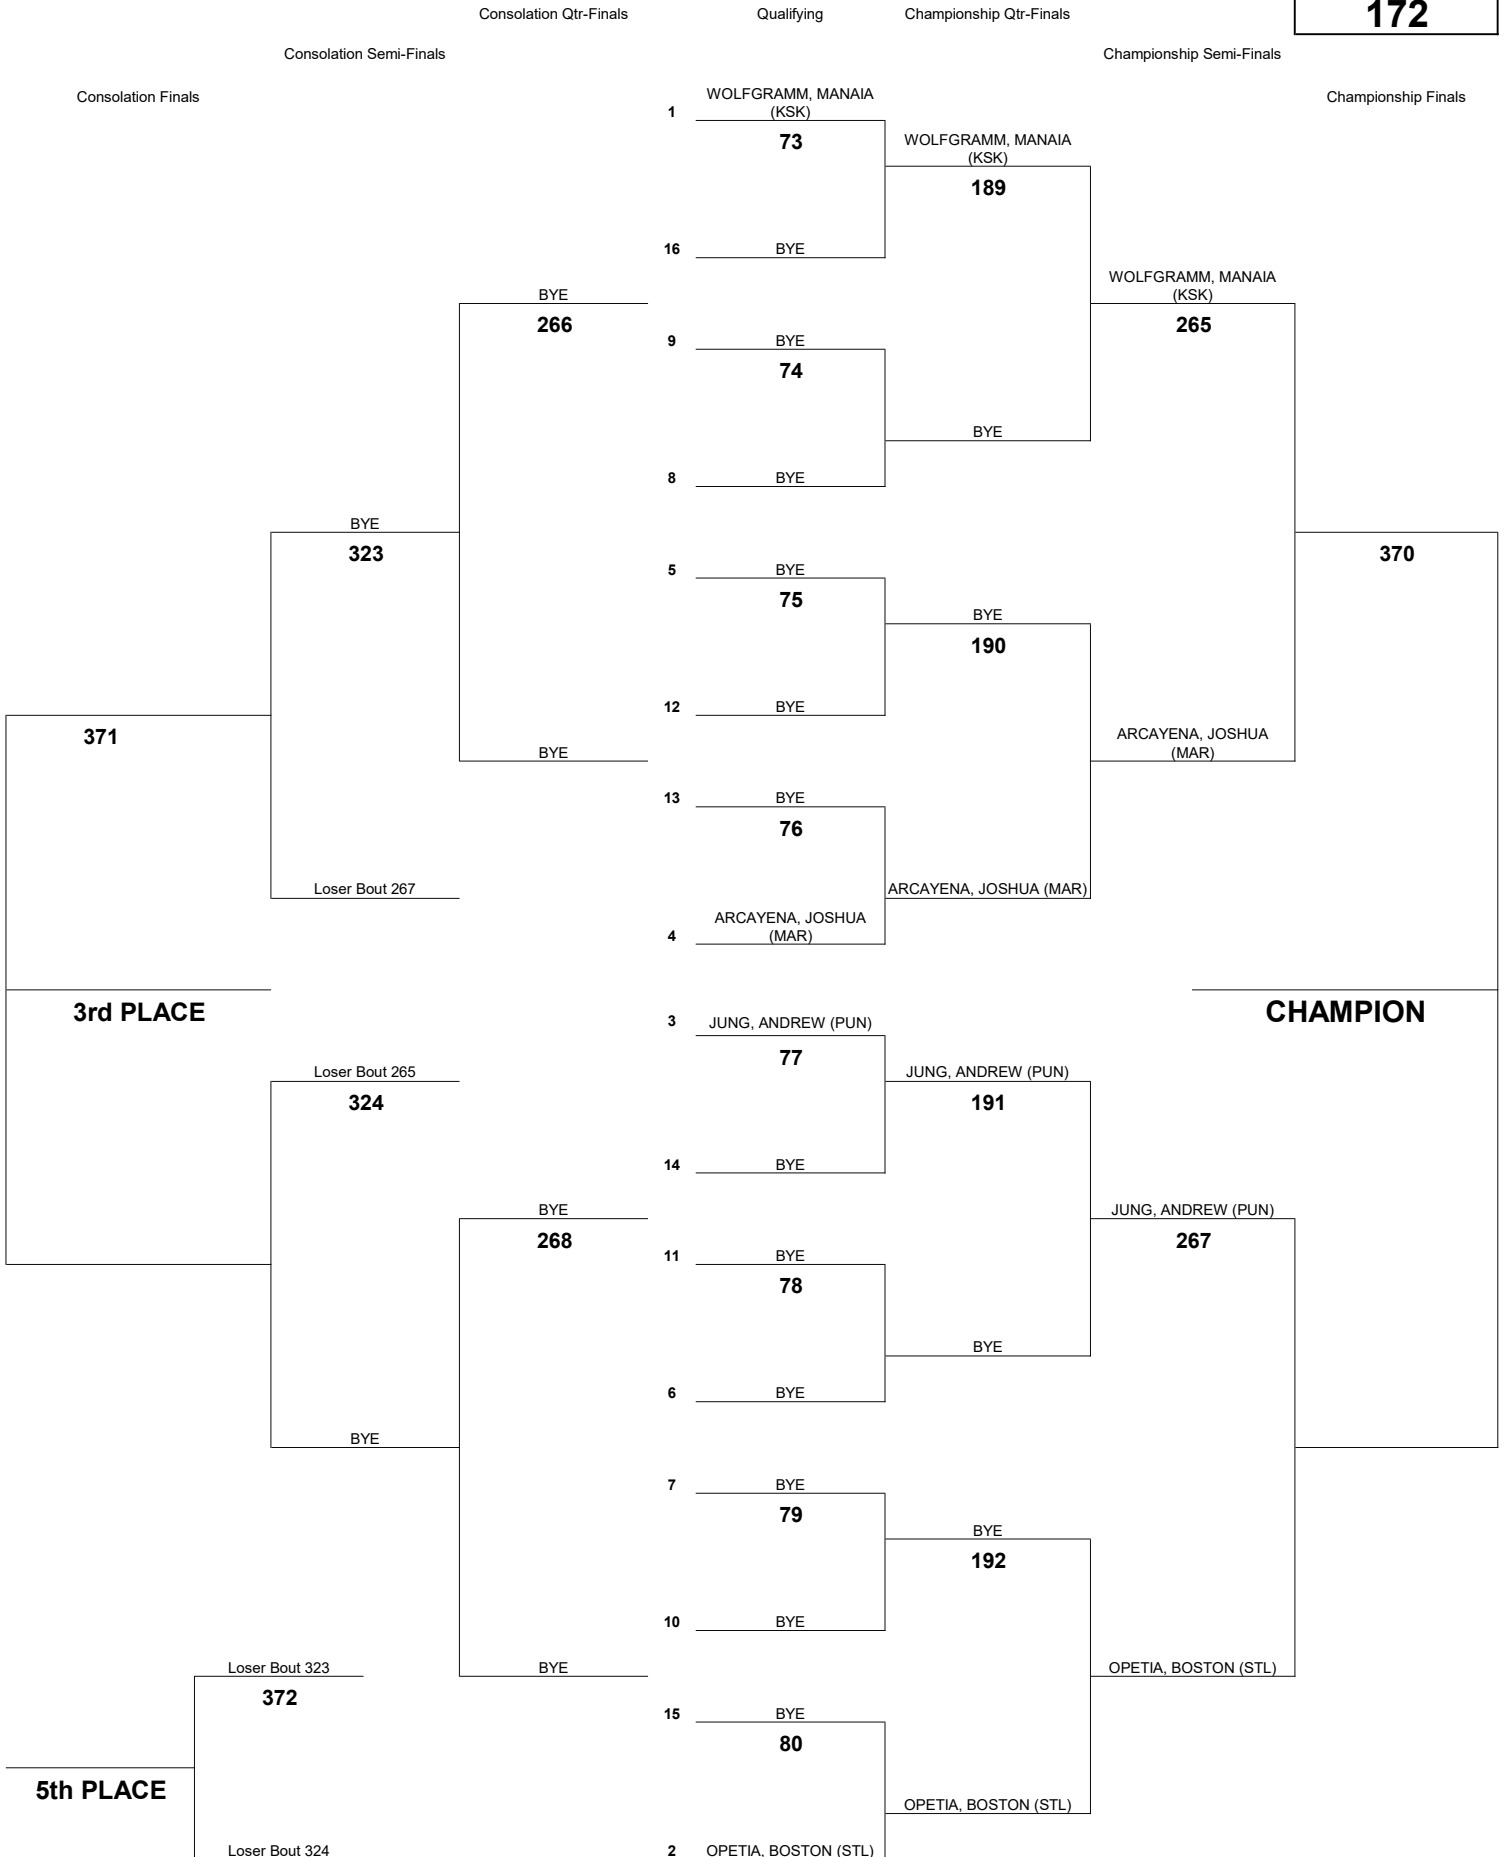 Consolation Qtr-Finals Qualifying Championship Qtr-Finals 172
Consolation Semi-Finals Championship Semi-Finals
Consolation Finals Championship Finals
WOLFGRAMM, MANAIA
1 (KSK)
73 WOLFGRAMM, MANAIA
(KSK)
189
16 BYE
WOLFGRAMM, MANAIA
BYE (KSK)
266 265
9 BYE
74
BYE
8 BYE
BYE
323 370
5 BYE
75
BYE
190
12 BYE
371 ARCAYENA, JOSHUA
BYE (MAR)
13 BYE
76
Loser Bout 267 ARCAYENA, JOSHUA (MAR)
ARCAYENA, JOSHUA
4 (MAR)
3rd PLACE CHAMPION
3 JUNG, ANDREW (PUN)
77
Loser Bout 265 JUNG, ANDREW (PUN)
324 191
14 BYE
BYE JUNG, ANDREW (PUN)
268 267
11 BYE
78
BYE
6 BYE
BYE
7 BYE
79
BYE
192
10 BYE
Loser Bout 323 BYE OPETIA, BOSTON (STL)
372
15 BYE
80
5th PLACE
OPETIA, BOSTON (STL)
Loser Bout 324 2 OPETIA, BOSTON (STL)